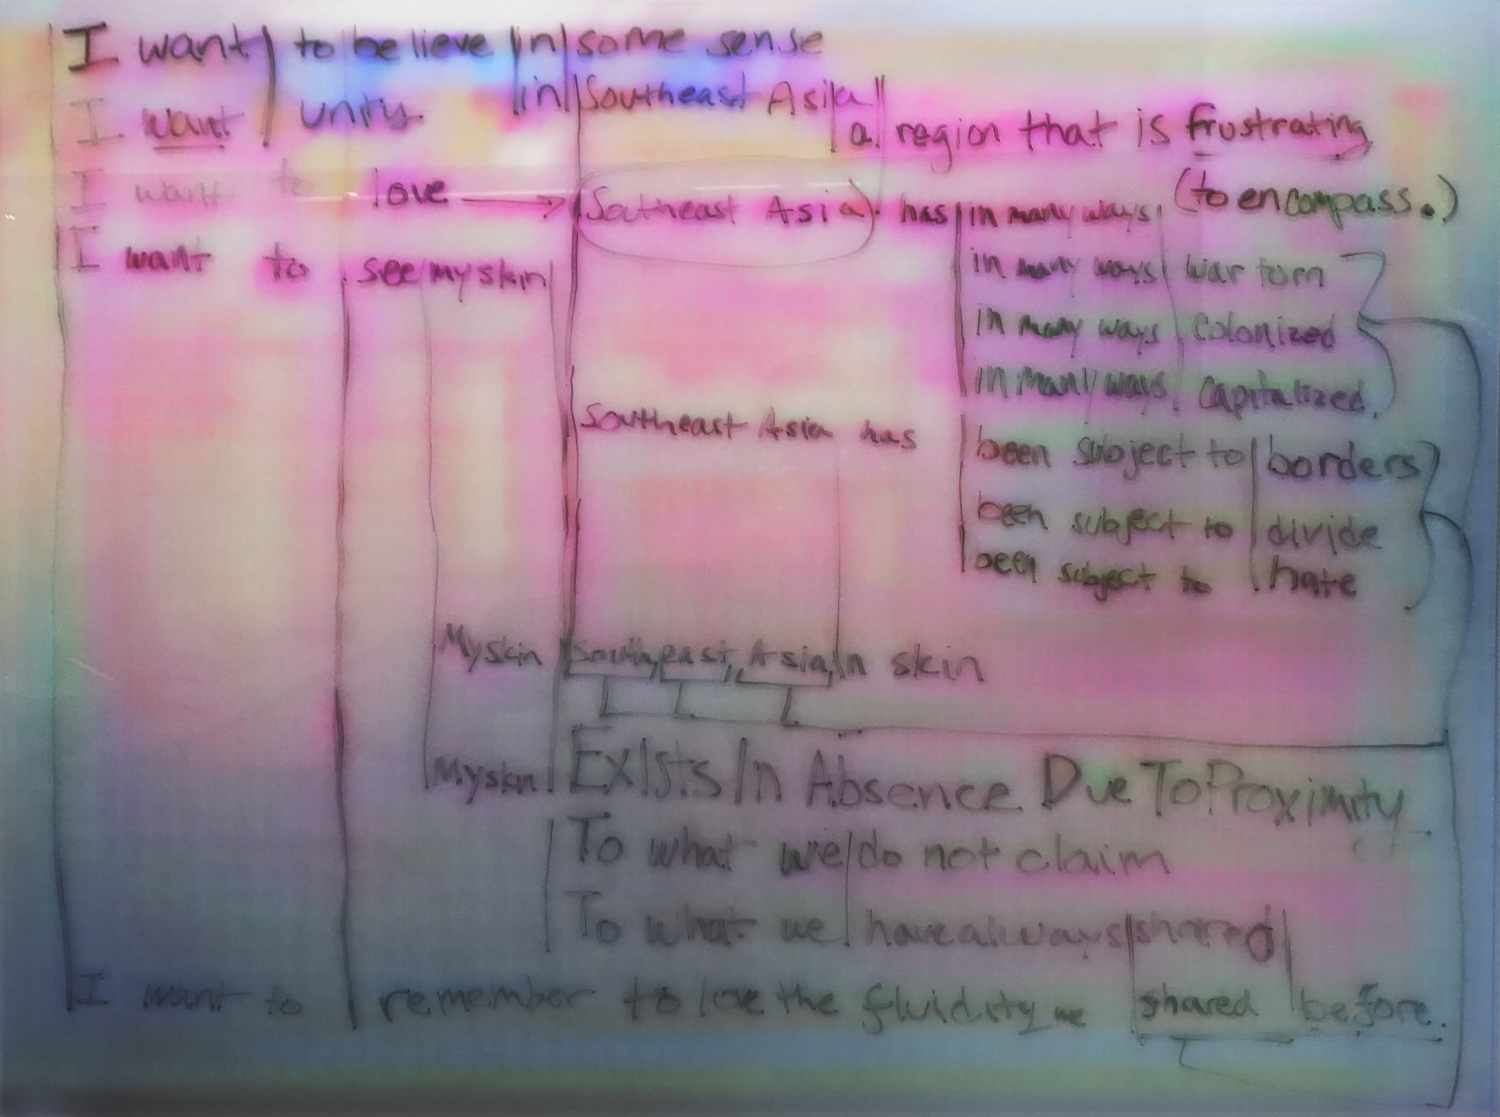 I want to believe in some sense
I want unity. in Southeast Asia
a region that is frustrating
I want to love Southeast Asia has in many ways (to encompass.)
I want to see my skin in many ways war torn
in many ways colonized
in many ways capitalized.
Southeast Asia has been subject to borders
been subject to divide
been subject to hate
My skin Southeast Asia in skin
My skin Exists In Absence Due To Proximity
To what we do not claim
To what we have always shared
I want to remember to love the fluidity we shared before.